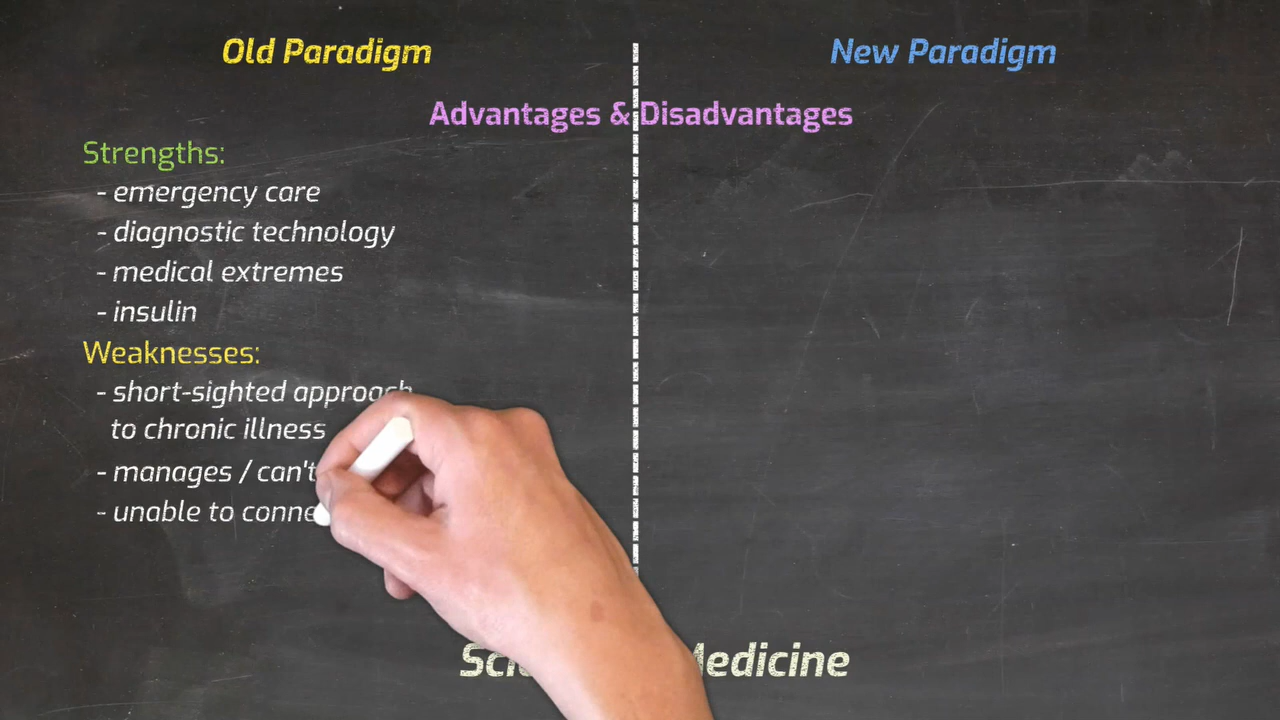 Old Paradigm
New Paradigm
Advantages & Disadvantages
Strengths:
- emergency care
- diagnostic technology
- medical extremes
- insulin
Weaknesses:
- short-sighted approach
to chronic illness
- manages / can't
- unable to
Medicine